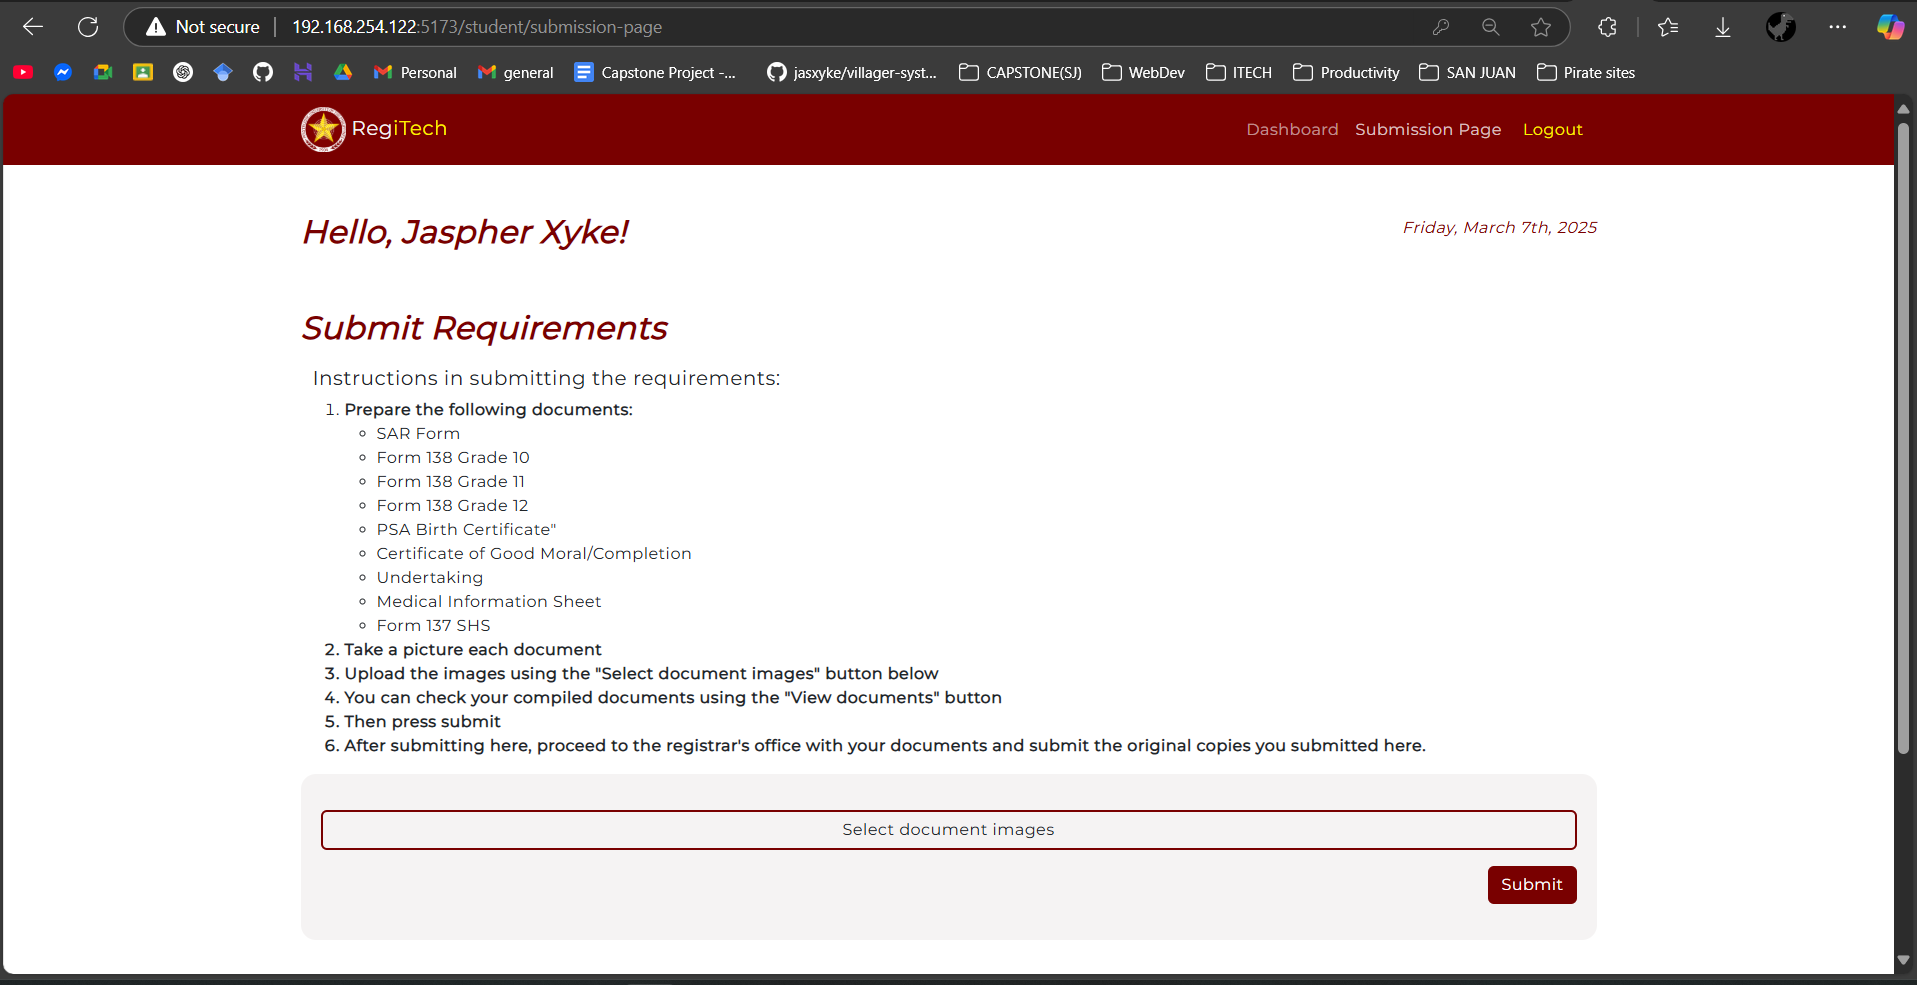 Not secure 192.168.254.122:5173/student/submission-page
Personal general Capstone Project -... jasxyke/villager-syst... CAPSTONE(SJ) WebDev ITECH Productivity SAN JUAN Pirate sites
RegiTech Dashboard Submission Page Logout
Hello, Jaspher Xyke! Friday, March 7th, 2025
Submit Requirements
Instructions in submitting the requirements:
1. Prepare the following documents:
SAR Form
Form 138 Grade 10
Form 138 Grade 11
Form 138 Grade 12
PSA Birth Certificate"
Certificate of Good Moral/Completion
Undertaking
Medical Information Sheet
Form 137 SHS
2. Take a picture each document
3. Upload the images using the "Select document images" button below
4. You can check your compiled documents using the "View documents" button
5. Then press submit
6. After submitting here, proceed to the registrar's office with your documents and submit the original copies you submitted here.
Select document images
Submit